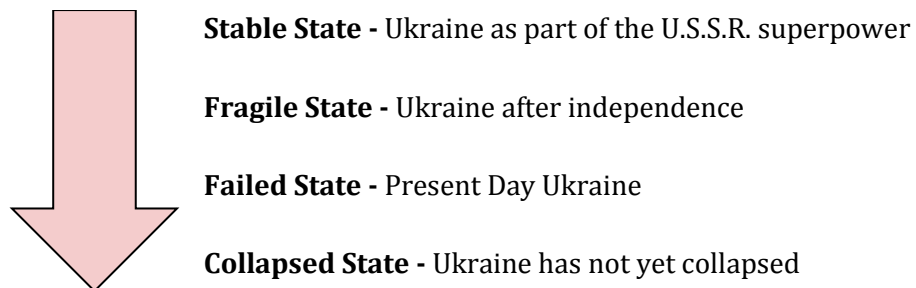 Stable State - Ukraine as part of the U.S.S.R. superpower
Fragile State - Ukraine after independence
Failed State - Present Day Ukraine
Collapsed State - Ukraine has not yet collapsed